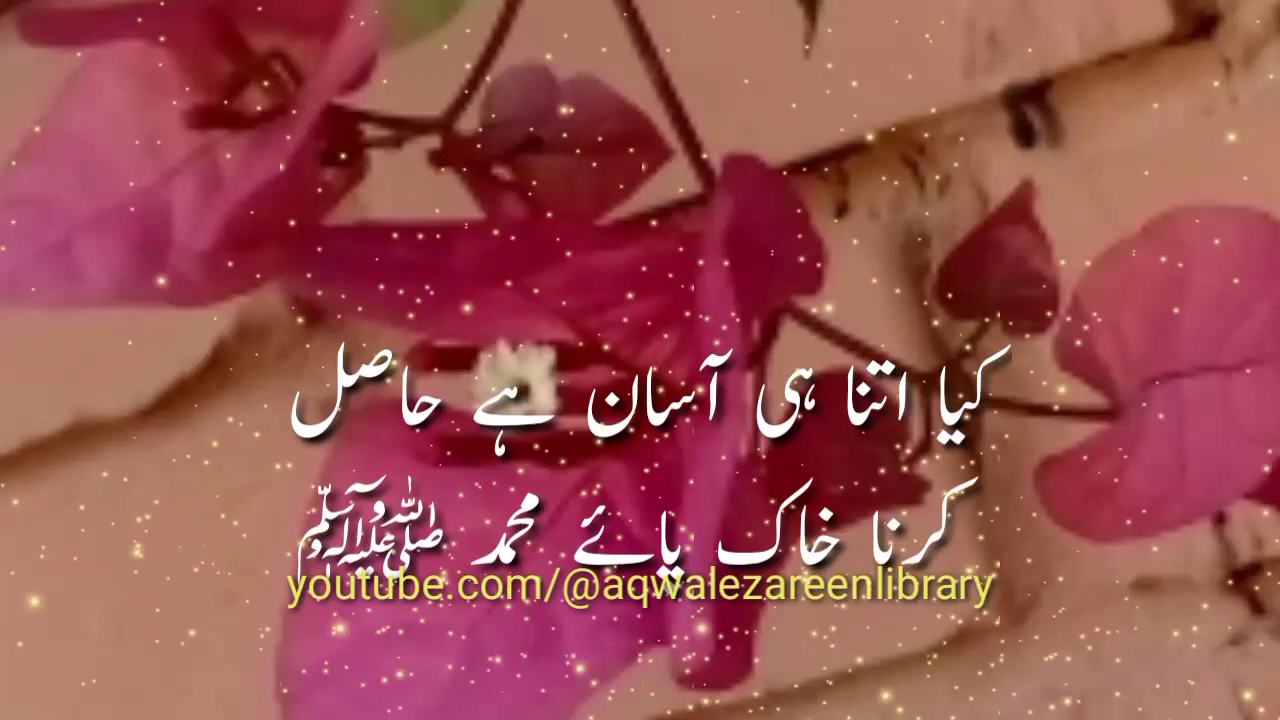 کیا اتنا ہی آسان ہے حاصل
کرنا خاک پائے محمد ﷺ
youtube.com/@aqwalezareenlibrary